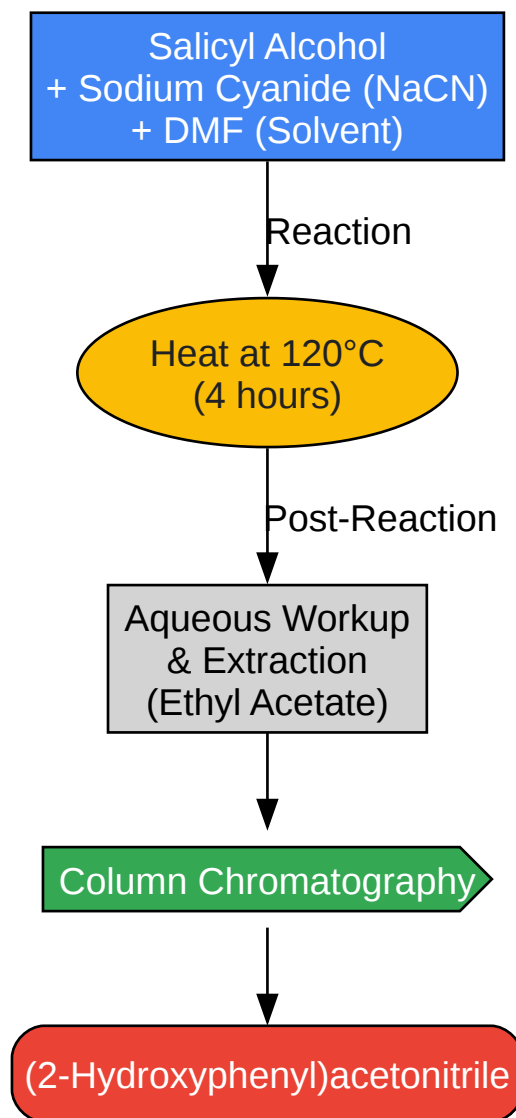 Salicyl Alcohol
+ Sodium Cyanide (NaCN)
+ DMF (Solvent)
Reaction
Heat at 120°C
(4 hours)
Post-Reaction
Aqueous Workup
& Extraction
(Ethyl Acetate)
Column Chromatography
(2-Hydroxyphenyl)acetonitrile